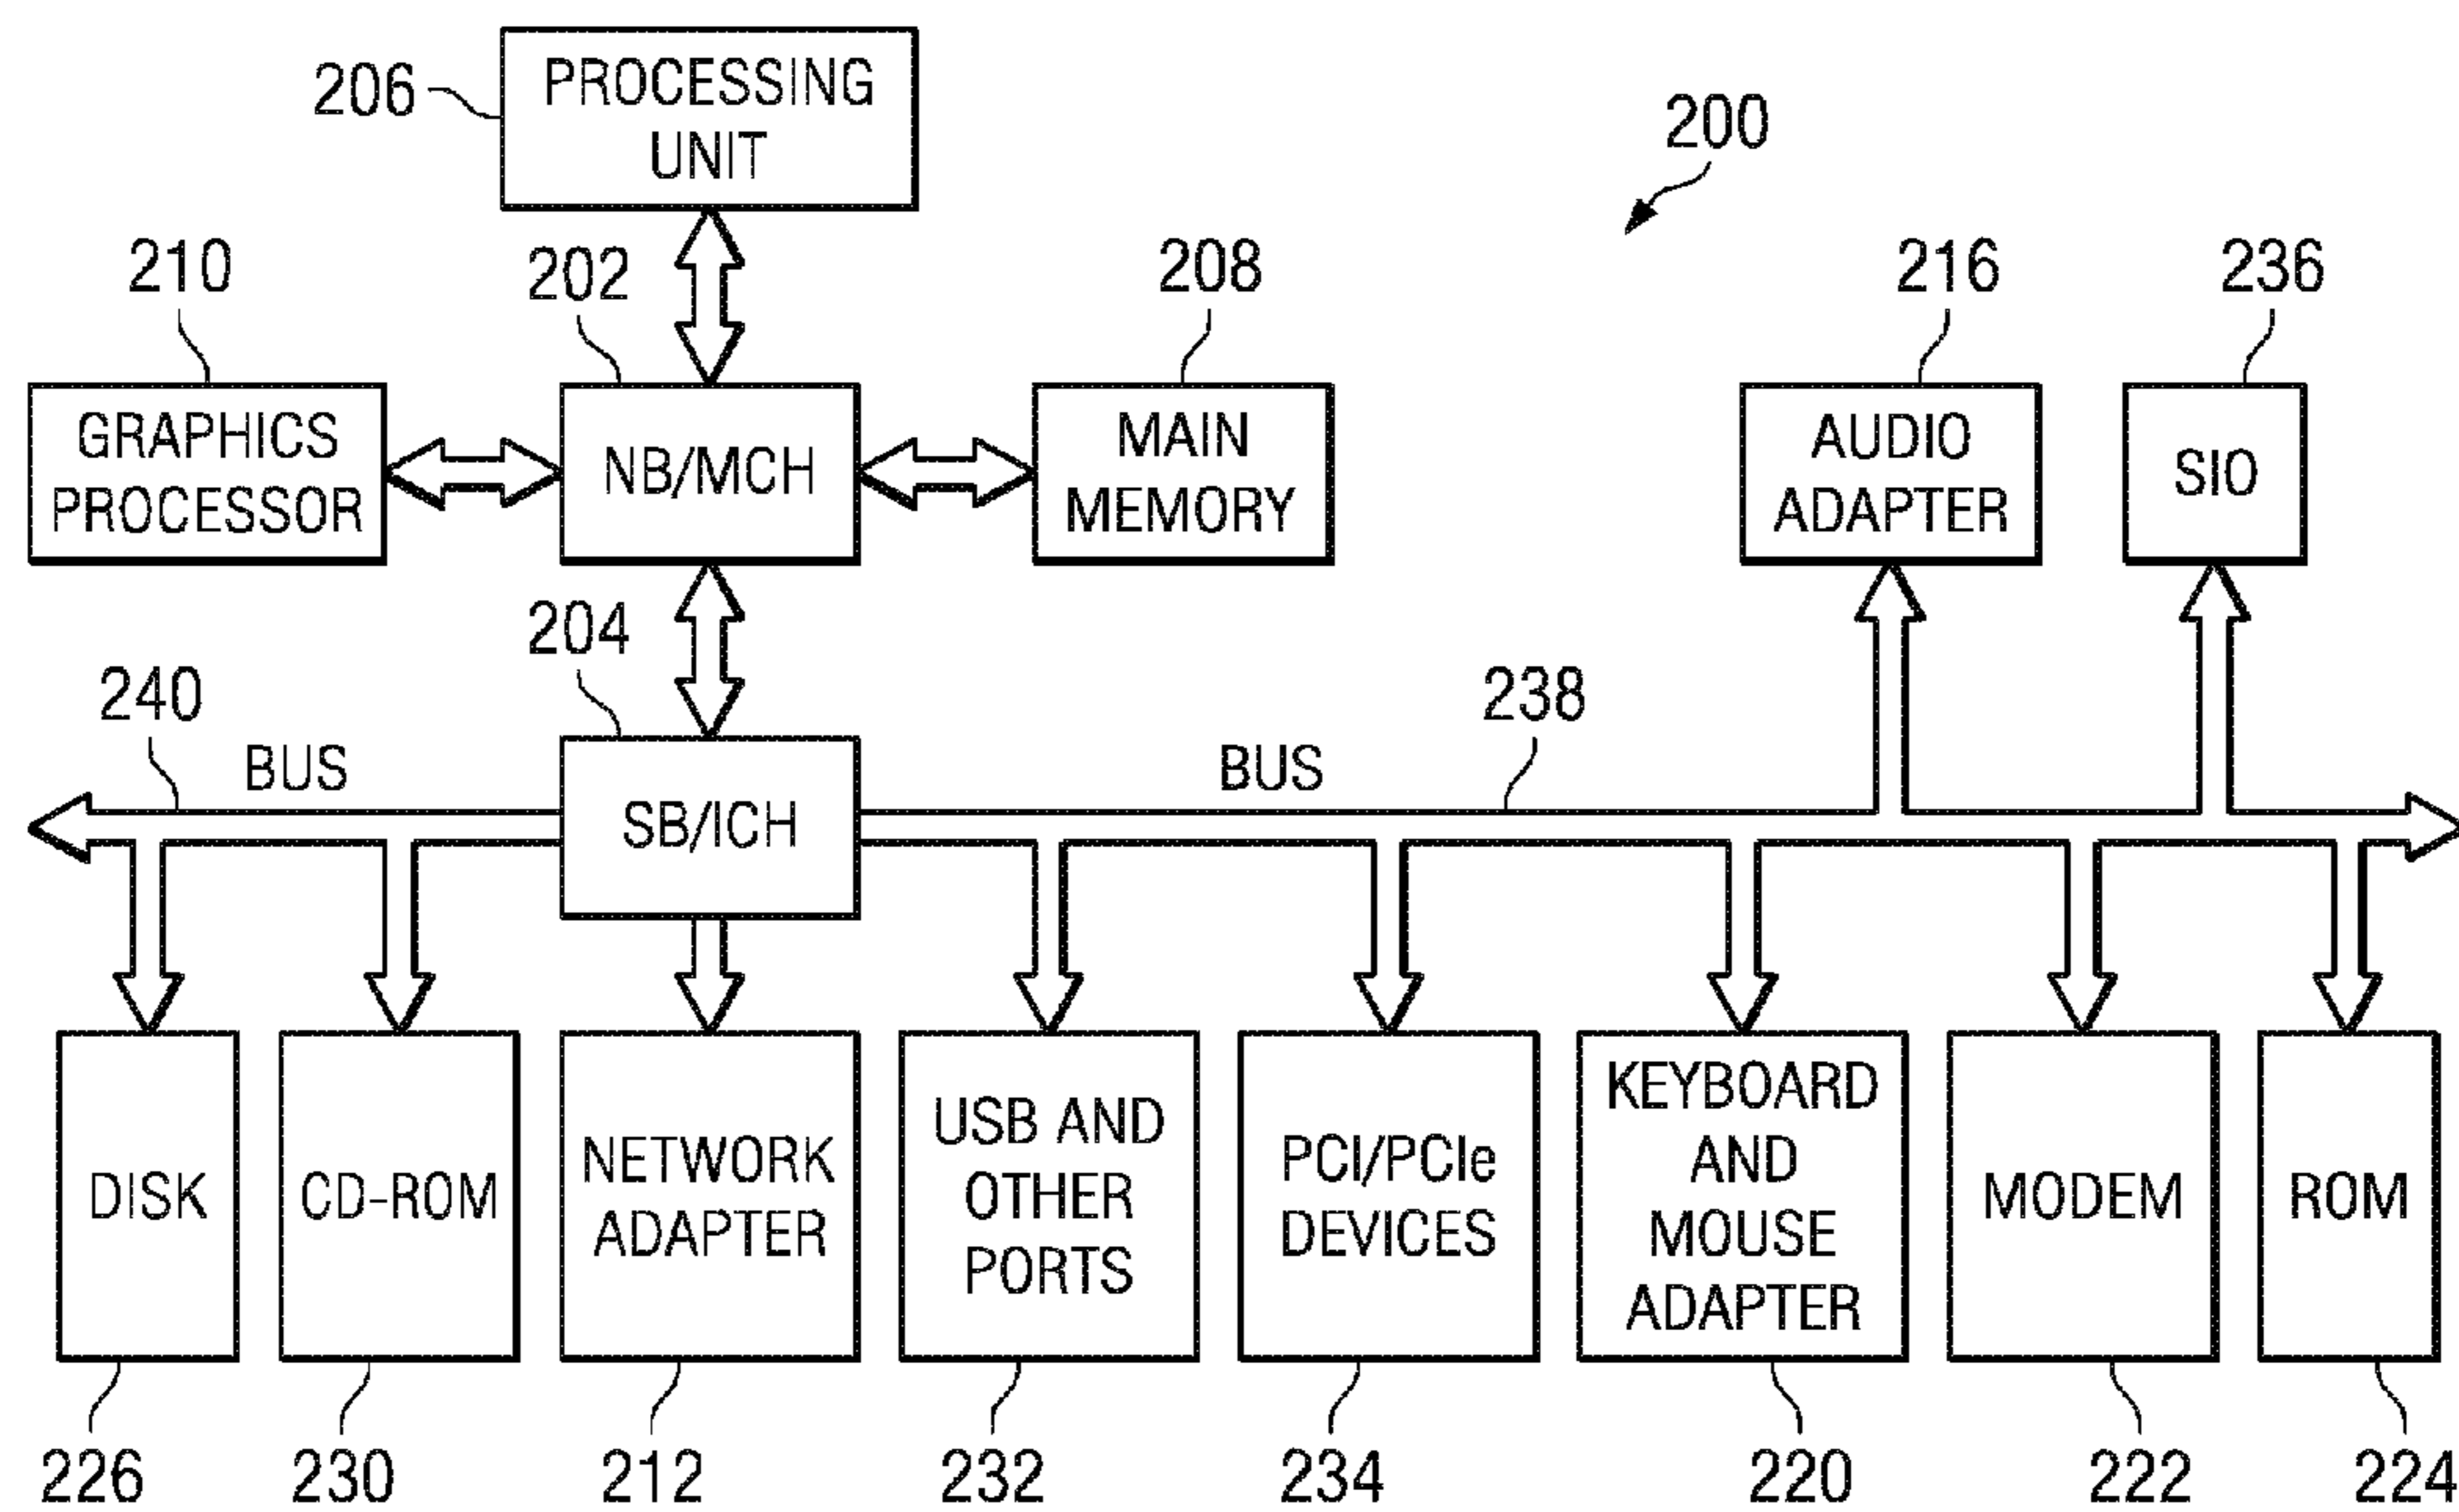 206
PROCESSING
UNIT
200
210
202
208
216
236
GRAPHICS
PROCESSOR
NB/MCH
MAIN
MEMORY
AUDIO
ADAPTER
SIO
204
240
BUS
238
BUS
SB/ICH
DISK
CD-ROM
NETWORK
ADAPTER
USB AND
OTHER
PORTS
PCI/PCIe
DEVICES
KEYBOARD
AND
MOUSE
ADAPTER
MODEM
ROM
226
230
212
232
234
220
222
224